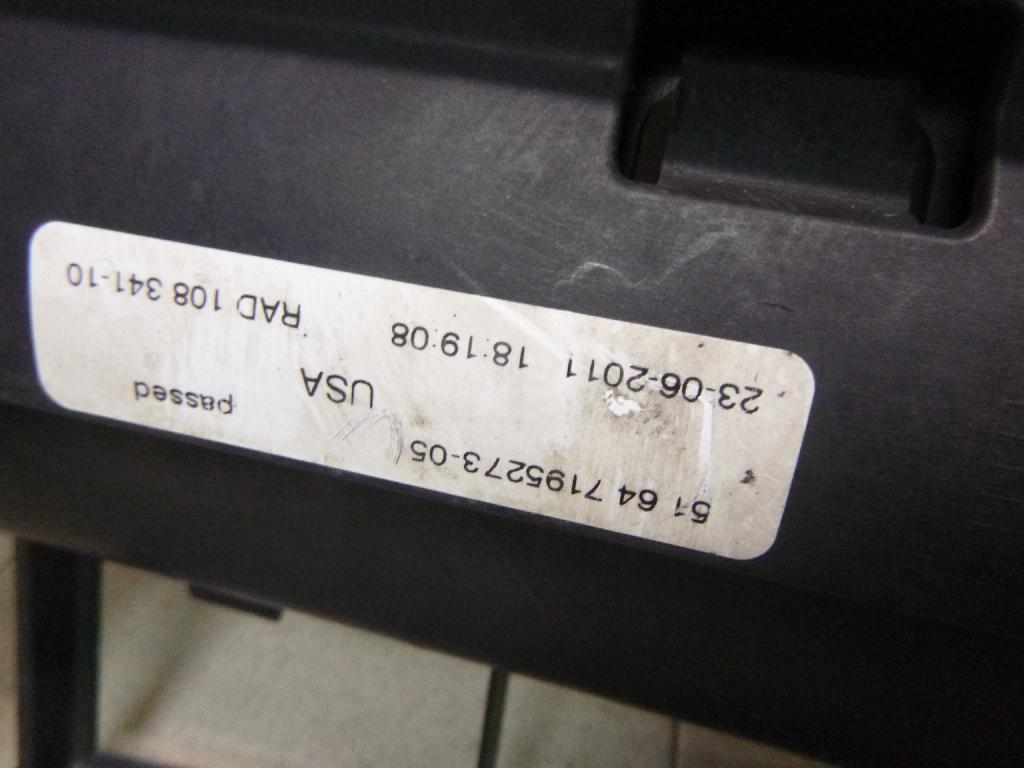 51 64 7195273-05 passed
USA
23-06-2011 18:19:08 RAD 108 341-10